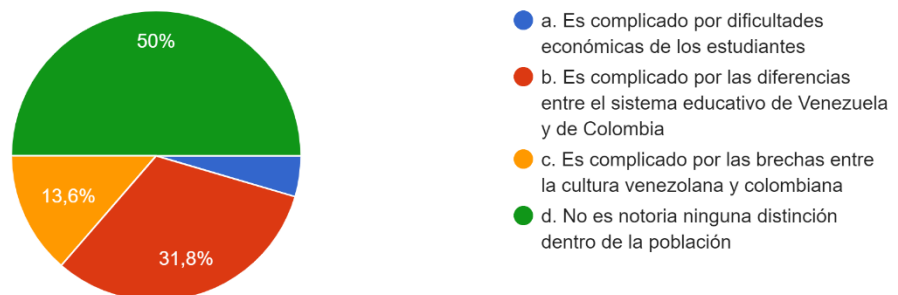 50%
13,6%
31,8%
a. Es complicado por dificultades
económicas de los estudiantes
b. Es complicado por las diferencias
entre el sistema educativo de Venezuela
y de Colombia
c. Es complicado por las brechas entre
la cultura venezolana y colombiana
d. No es notoria ninguna distinción
dentro de la población